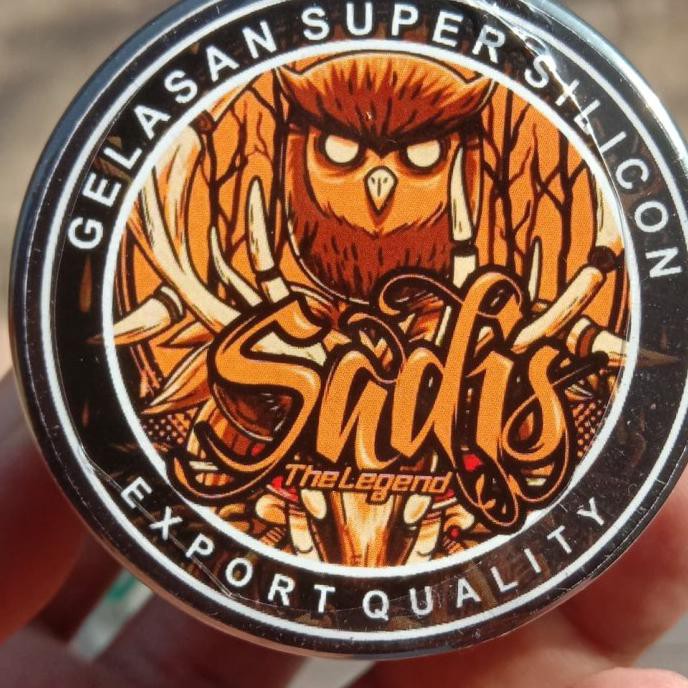 GELASAN SUPER SILICON
Sadis
The Legend
EXPORT QUALITY